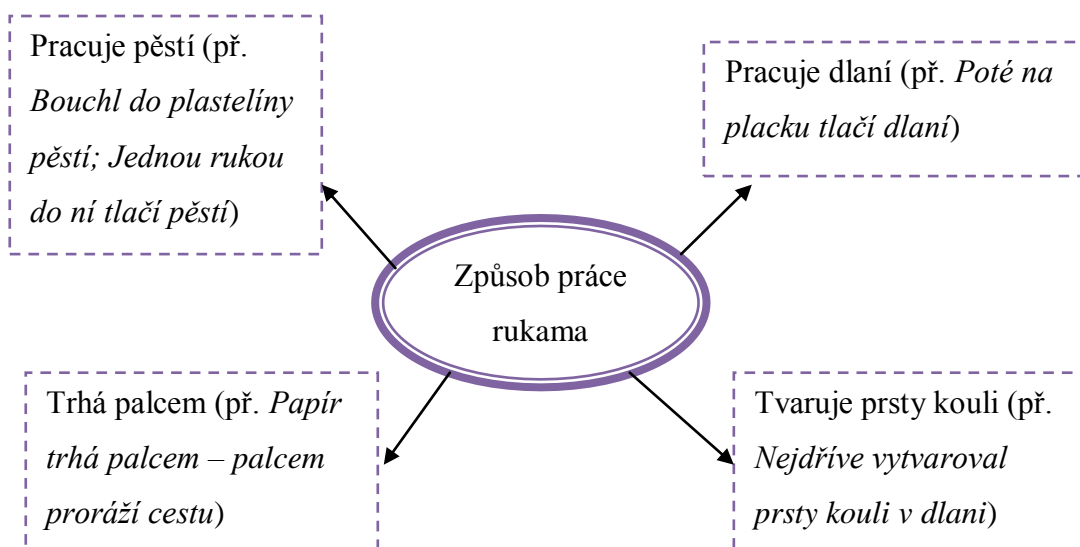 Pracuje pěstí (př.
Bouchl do plastelíny
pěstí; Jednou rukou
do ní tlačí pěstí)
Pracuje dlaní (př. Poté na
placku tlačí dlaní)
Způsob práce
rukama
Trhá palcem (př. Papír
trhá palcem – palcem
proráží cestu)
Tvaruje prsty kouli (př.
Nejdříve vytvaroval
prsty kouli v dlani)